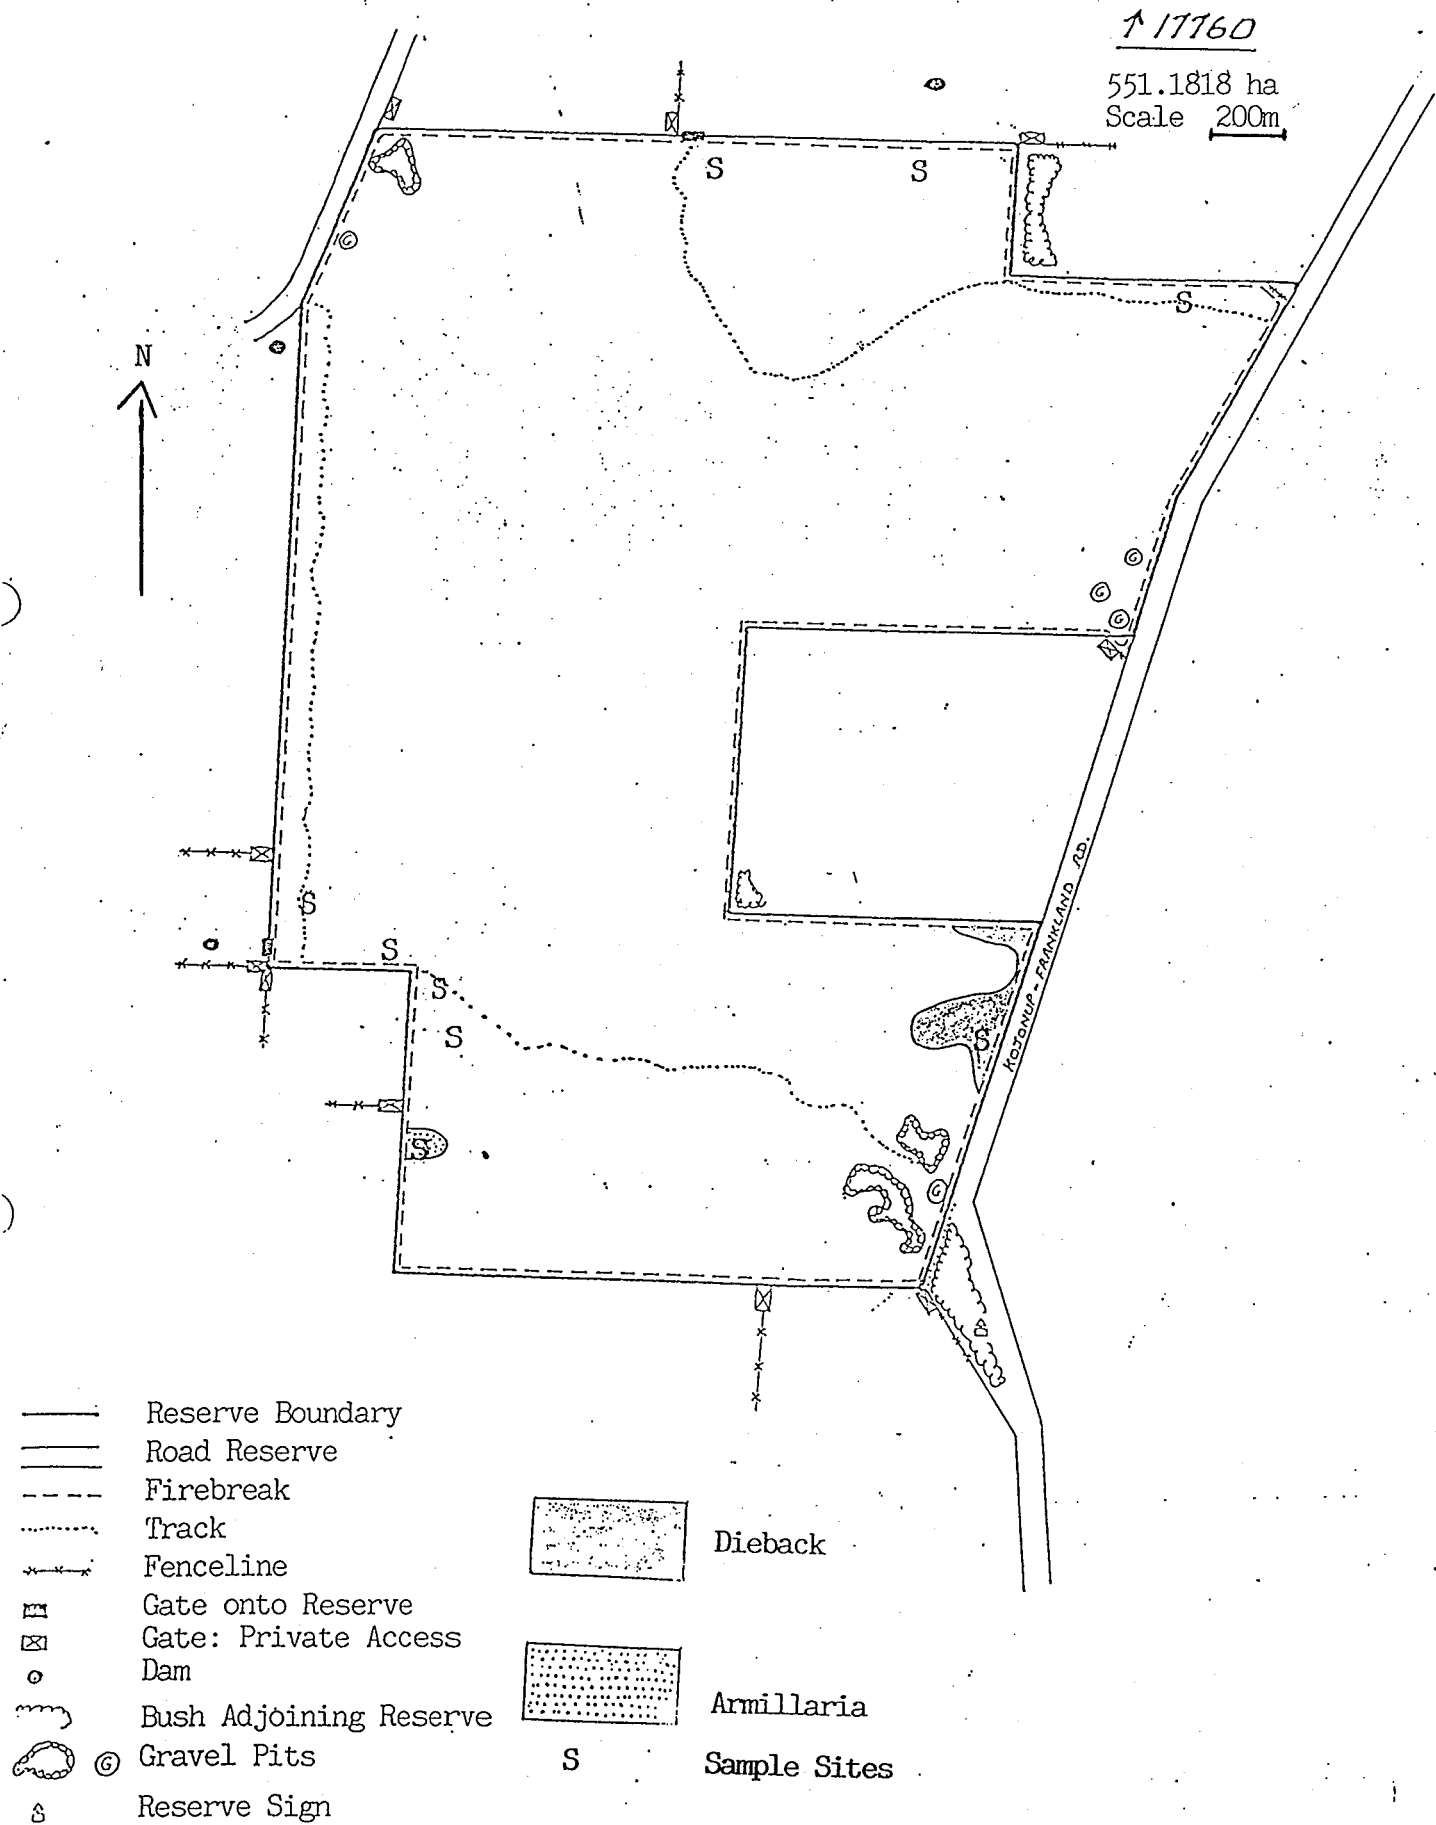 ↑ 17760
551.1818 ha
Scale 200m
S
S
G
S
N
G
G
G
S
S
S
S
S
S
G
KOJONUP - FRANKLAND RD.
Reserve Boundary
Road Reserve
Firebreak
Track
Fenceline
Gate onto Reserve
Gate: Private Access
Dam
Bush Adjoining Reserve
G Gravel Pits
Reserve Sign
Dieback
Armillaria
S Sample Sites